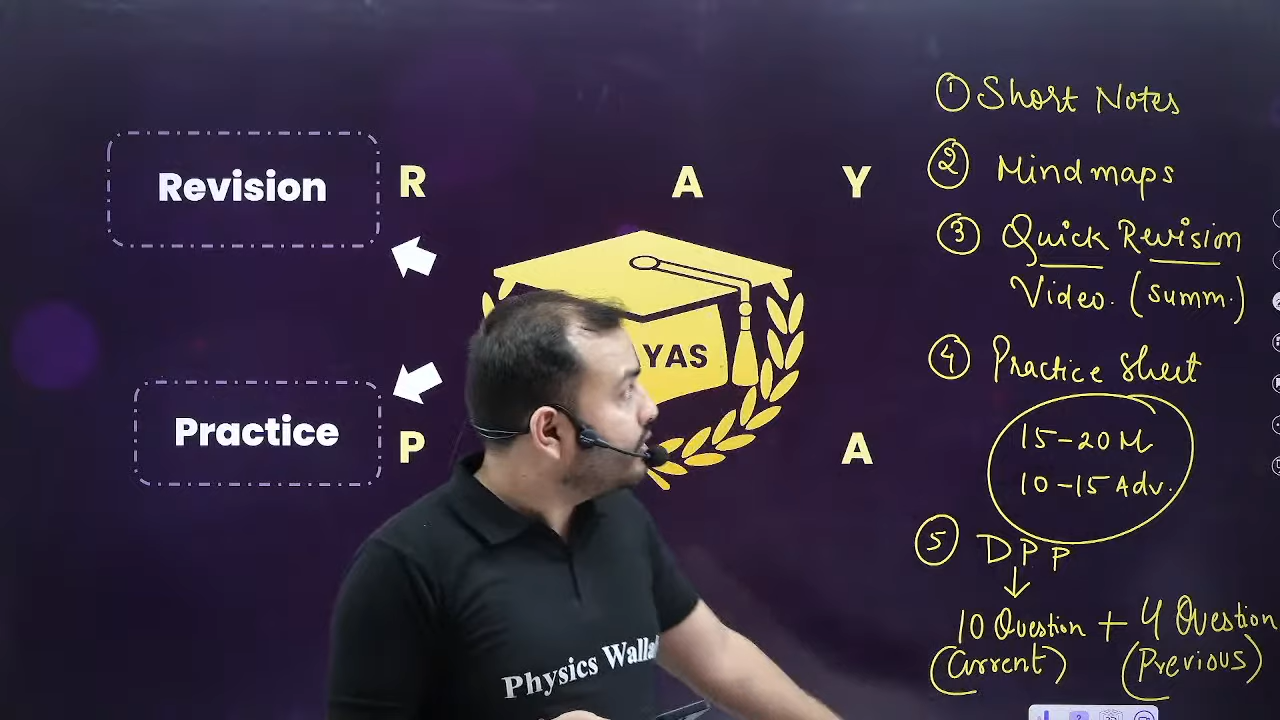 Revision
R
A
Y
YAS
Practice
P
A
Physics Walla
① Short Notes
② Mindmaps
③ Quick Revision
Video. (summ.)
④ Practice Sheet
15-20 M
10-15 Adv.
⑤ DPP
↓
10 Question + 4 Question
(Current) (Previous)